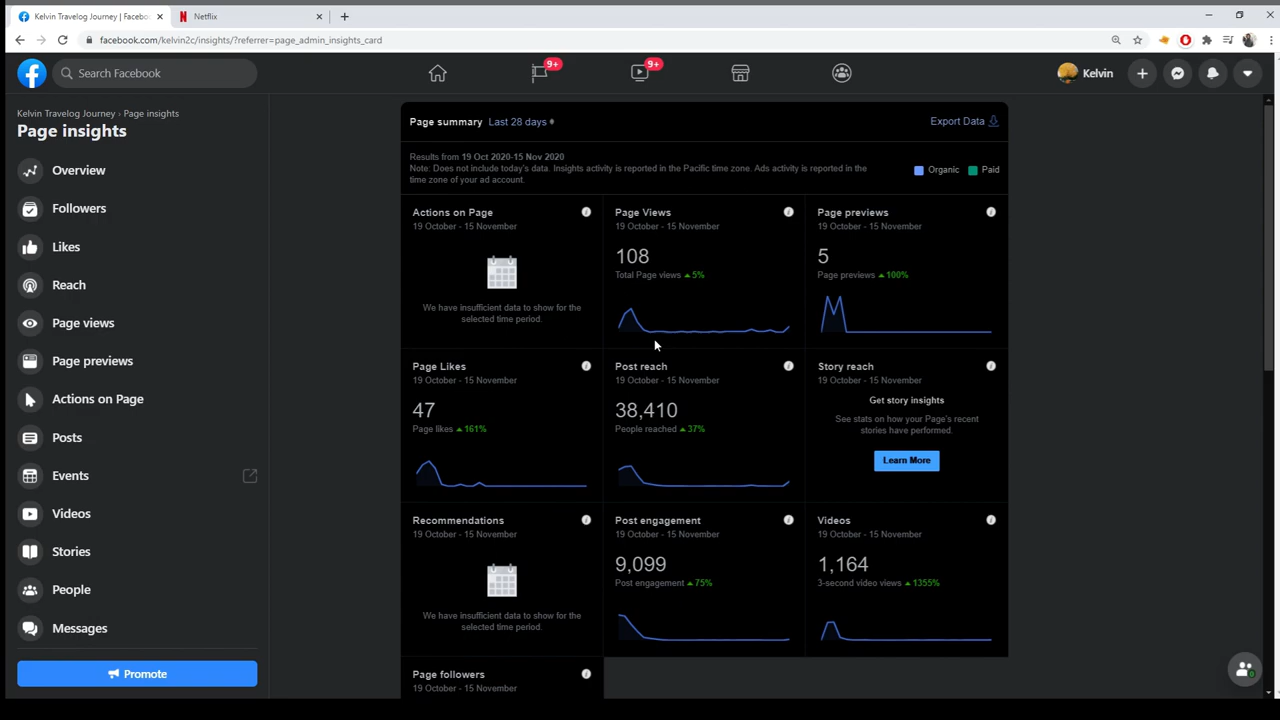 Kelvin Travelog Journey | Facebo
Netflix
facebook.com/kelvin2c/insights/?referrer=page_admin_insights_card
Search Facebook
9+
9+
Kelvin
Kelvin Travelog Journey › Page insights
Page insights
Overview
Followers
Likes
Reach
Page views
Page previews
Actions on Page
Posts
Events
Videos
Stories
People
Messages
Promote
Page summary Last 28 days
Export Data
Results from 19 Oct 2020-15 Nov 2020
Note: Does not include today's data. Insights activity is reported in the Pacific time zone. Ads activity is reported in the
time zone of your ad account.
Organic Paid
Actions on Page
19 October - 15 November
We have insufficient data to show for the
selected time period.
Page Views
19 October - 15 November
108
Total Page views ▲5%
Page previews
19 October - 15 November
5
Page previews ▲100%
Page Likes
19 October - 15 November
47
Page likes ▲161%
Post reach
19 October - 15 November
38,410
People reached ▲37%
Story reach
19 October - 15 November
Get story insights
See stats on how your Page's recent
stories have performed.
Learn More
Recommendations
19 October - 15 November
We have insufficient data to show for the
selected time period.
Post engagement
19 October - 15 November
9,099
Post engagement ▲75%
Videos
19 October - 15 November
1,164
3-second video views ▲1355%
Page followers
19 October - 15 November